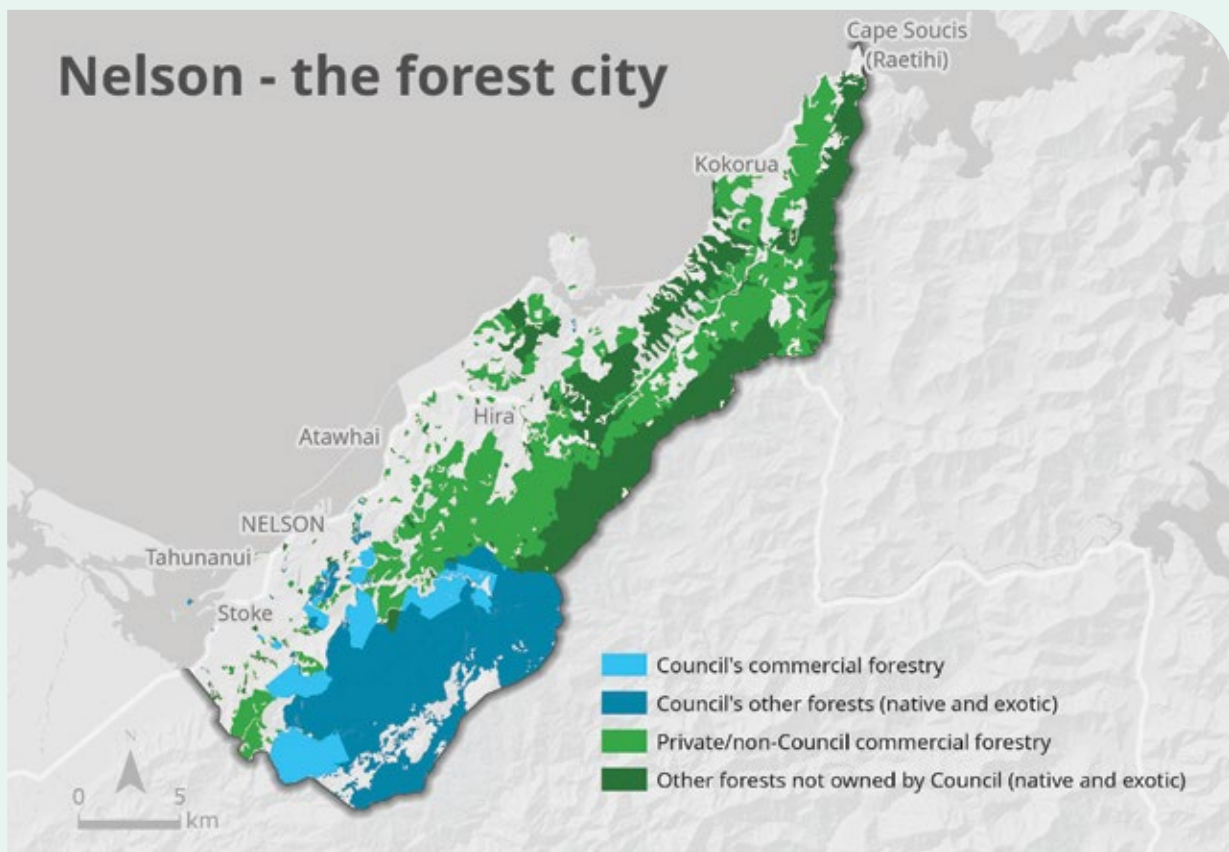 Nelson - the forest city
Cape Soucis
(Raetihi)
Kokorua
Hira
Atawhai
NELSON
Tahunanui
Stoke
Council's commercial forestry
Council's other forests (native and exotic)
Private/non-Council commercial forestry
Other forests not owned by Council (native and exotic)
N
0 5
km